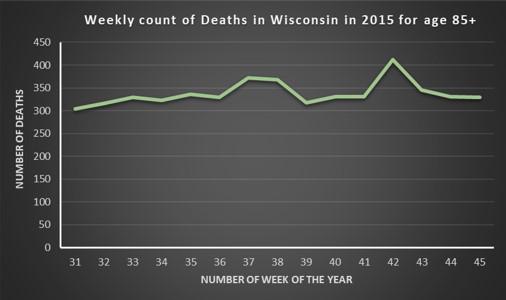 Weekly count of Deaths in Wisconsin in 2015 for age 85+
450
400
350
300
250
200
150
100
50
0
NUMBER OF DEATHS
31 32 33 34 35 36 37 38 39 40 41 42 43 44 45
NUMBER OF WEEK OF THE YEAR